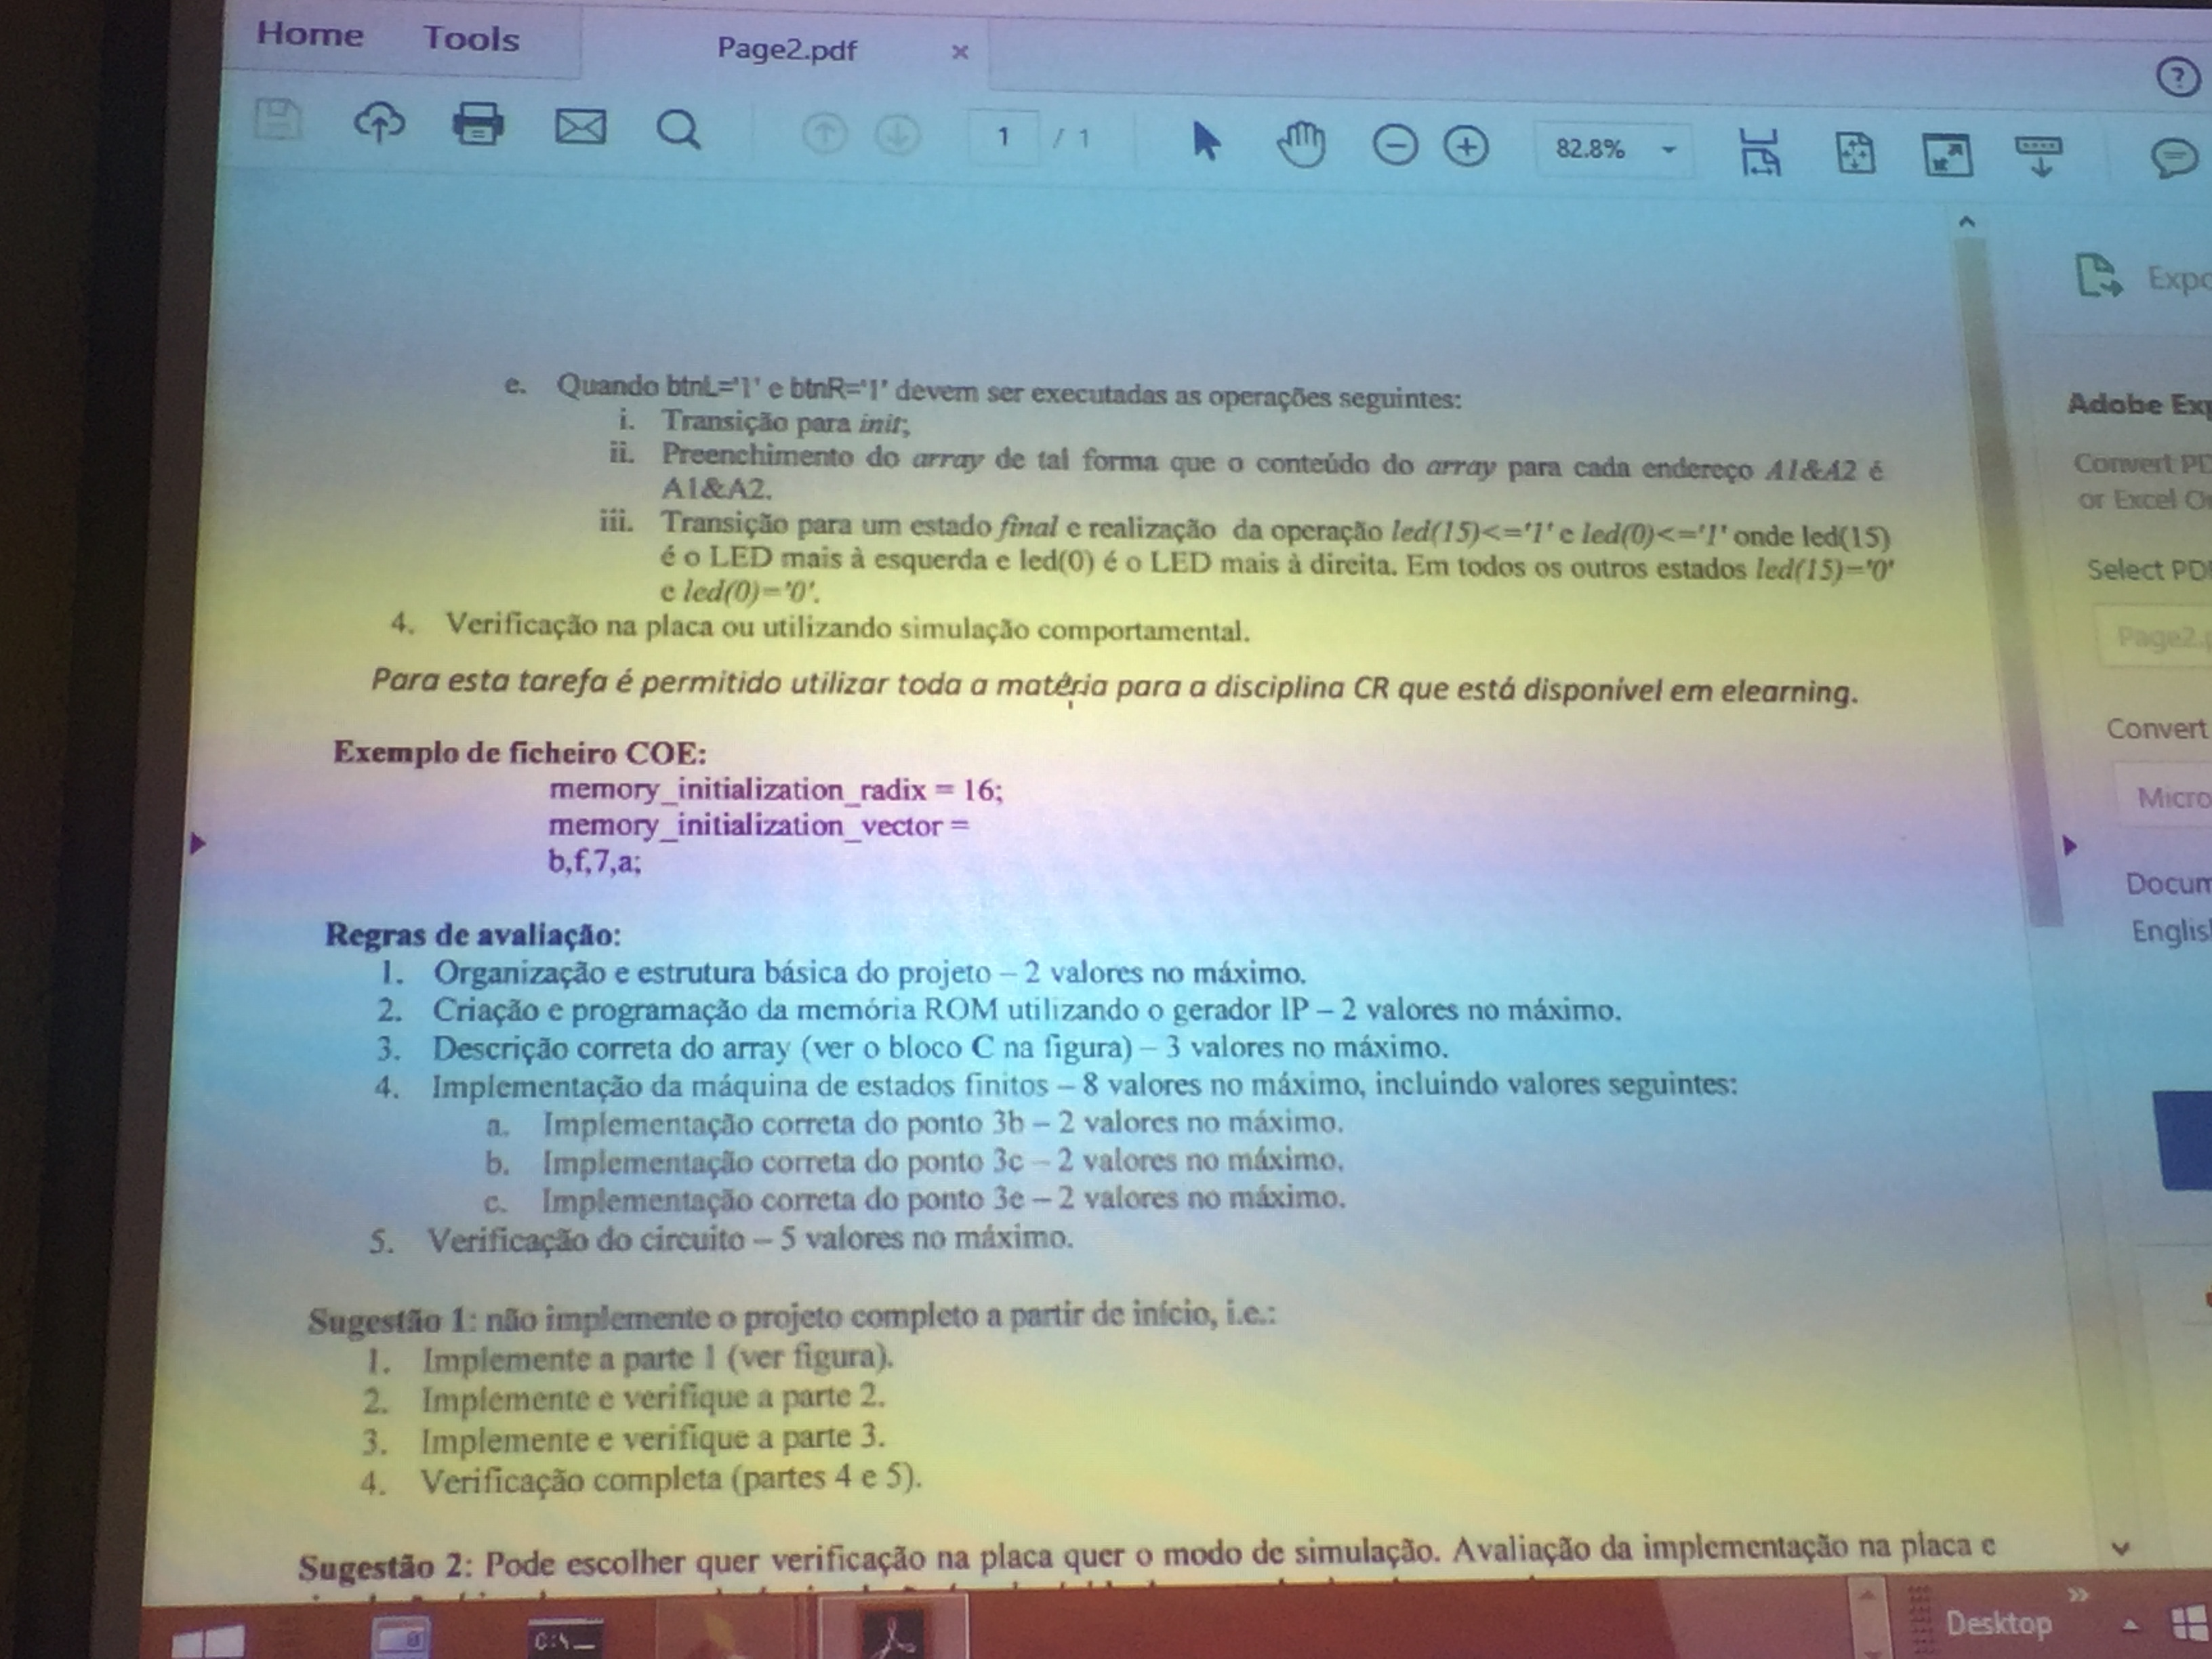 Home Tools Page2.pdf ×
1 / 1 82.8%
e. Quando btnL='1' e btnR='1' devem ser executadas as operações seguintes:
i. Transição para init;
ii. Preenchimento do array de tal forma que o conteúdo do array para cada endereço A1&A2 é
A1&A2.
iii. Transição para um estado final e realização da operação led(15)<='1' e led(0)<='1' onde led(15)
é o LED mais à esquerda e led(0) é o LED mais à direita. Em todos os outros estados led(15)='0'
e led(0)='0'.
4. Verificação na placa ou utilizando simulação comportamental.
Para esta tarefa é permitido utilizar toda a matéria para a disciplina CR que está disponível em elearning.
Exemplo de ficheiro COE:
memory_initialization_radix = 16;
memory_initialization_vector =
b,f,7,a;
Regras de avaliação:
1. Organização e estrutura básica do projeto – 2 valores no máximo.
2. Criação e programação da memória ROM utilizando o gerador IP – 2 valores no máximo.
3. Descrição correta do array (ver o bloco C na figura) – 3 valores no máximo.
4. Implementação da máquina de estados finitos – 8 valores no máximo, incluindo valores seguintes:
a. Implementação correta do ponto 3b – 2 valores no máximo.
b. Implementação correta do ponto 3c – 2 valores no máximo.
c. Implementação correta do ponto 3e – 2 valores no máximo.
5. Verificação do circuito – 5 valores no máximo.
Sugestão 1: não implemente o projeto completo a partir de início, i.e.:
1. Implemente a parte 1 (ver figura).
2. Implemente e verifique a parte 2.
3. Implemente e verifique a parte 3.
4. Verificação completa (partes 4 e 5).
Sugestão 2: Pode escolher quer verificação na placa quer o modo de simulação. Avaliação da implementação na placa e
Expo
Adobe Exp
Convert PD
or Excel On
Select PDF
Page2.p
Convert
Micro
Docum
English
C:\_
Desktop